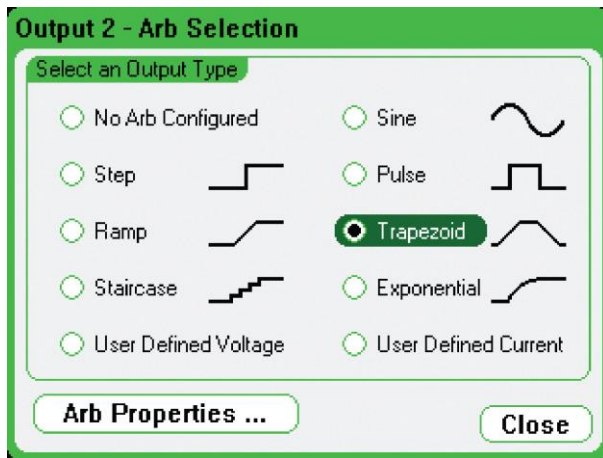 Output 2 - Arb Selection
Select an Output Type
No Arb Configured
Sine
Step
Pulse
Ramp
Trapezoid
Staircase
Exponential
User Defined Voltage
User Defined Current
Arb Properties ...
Close